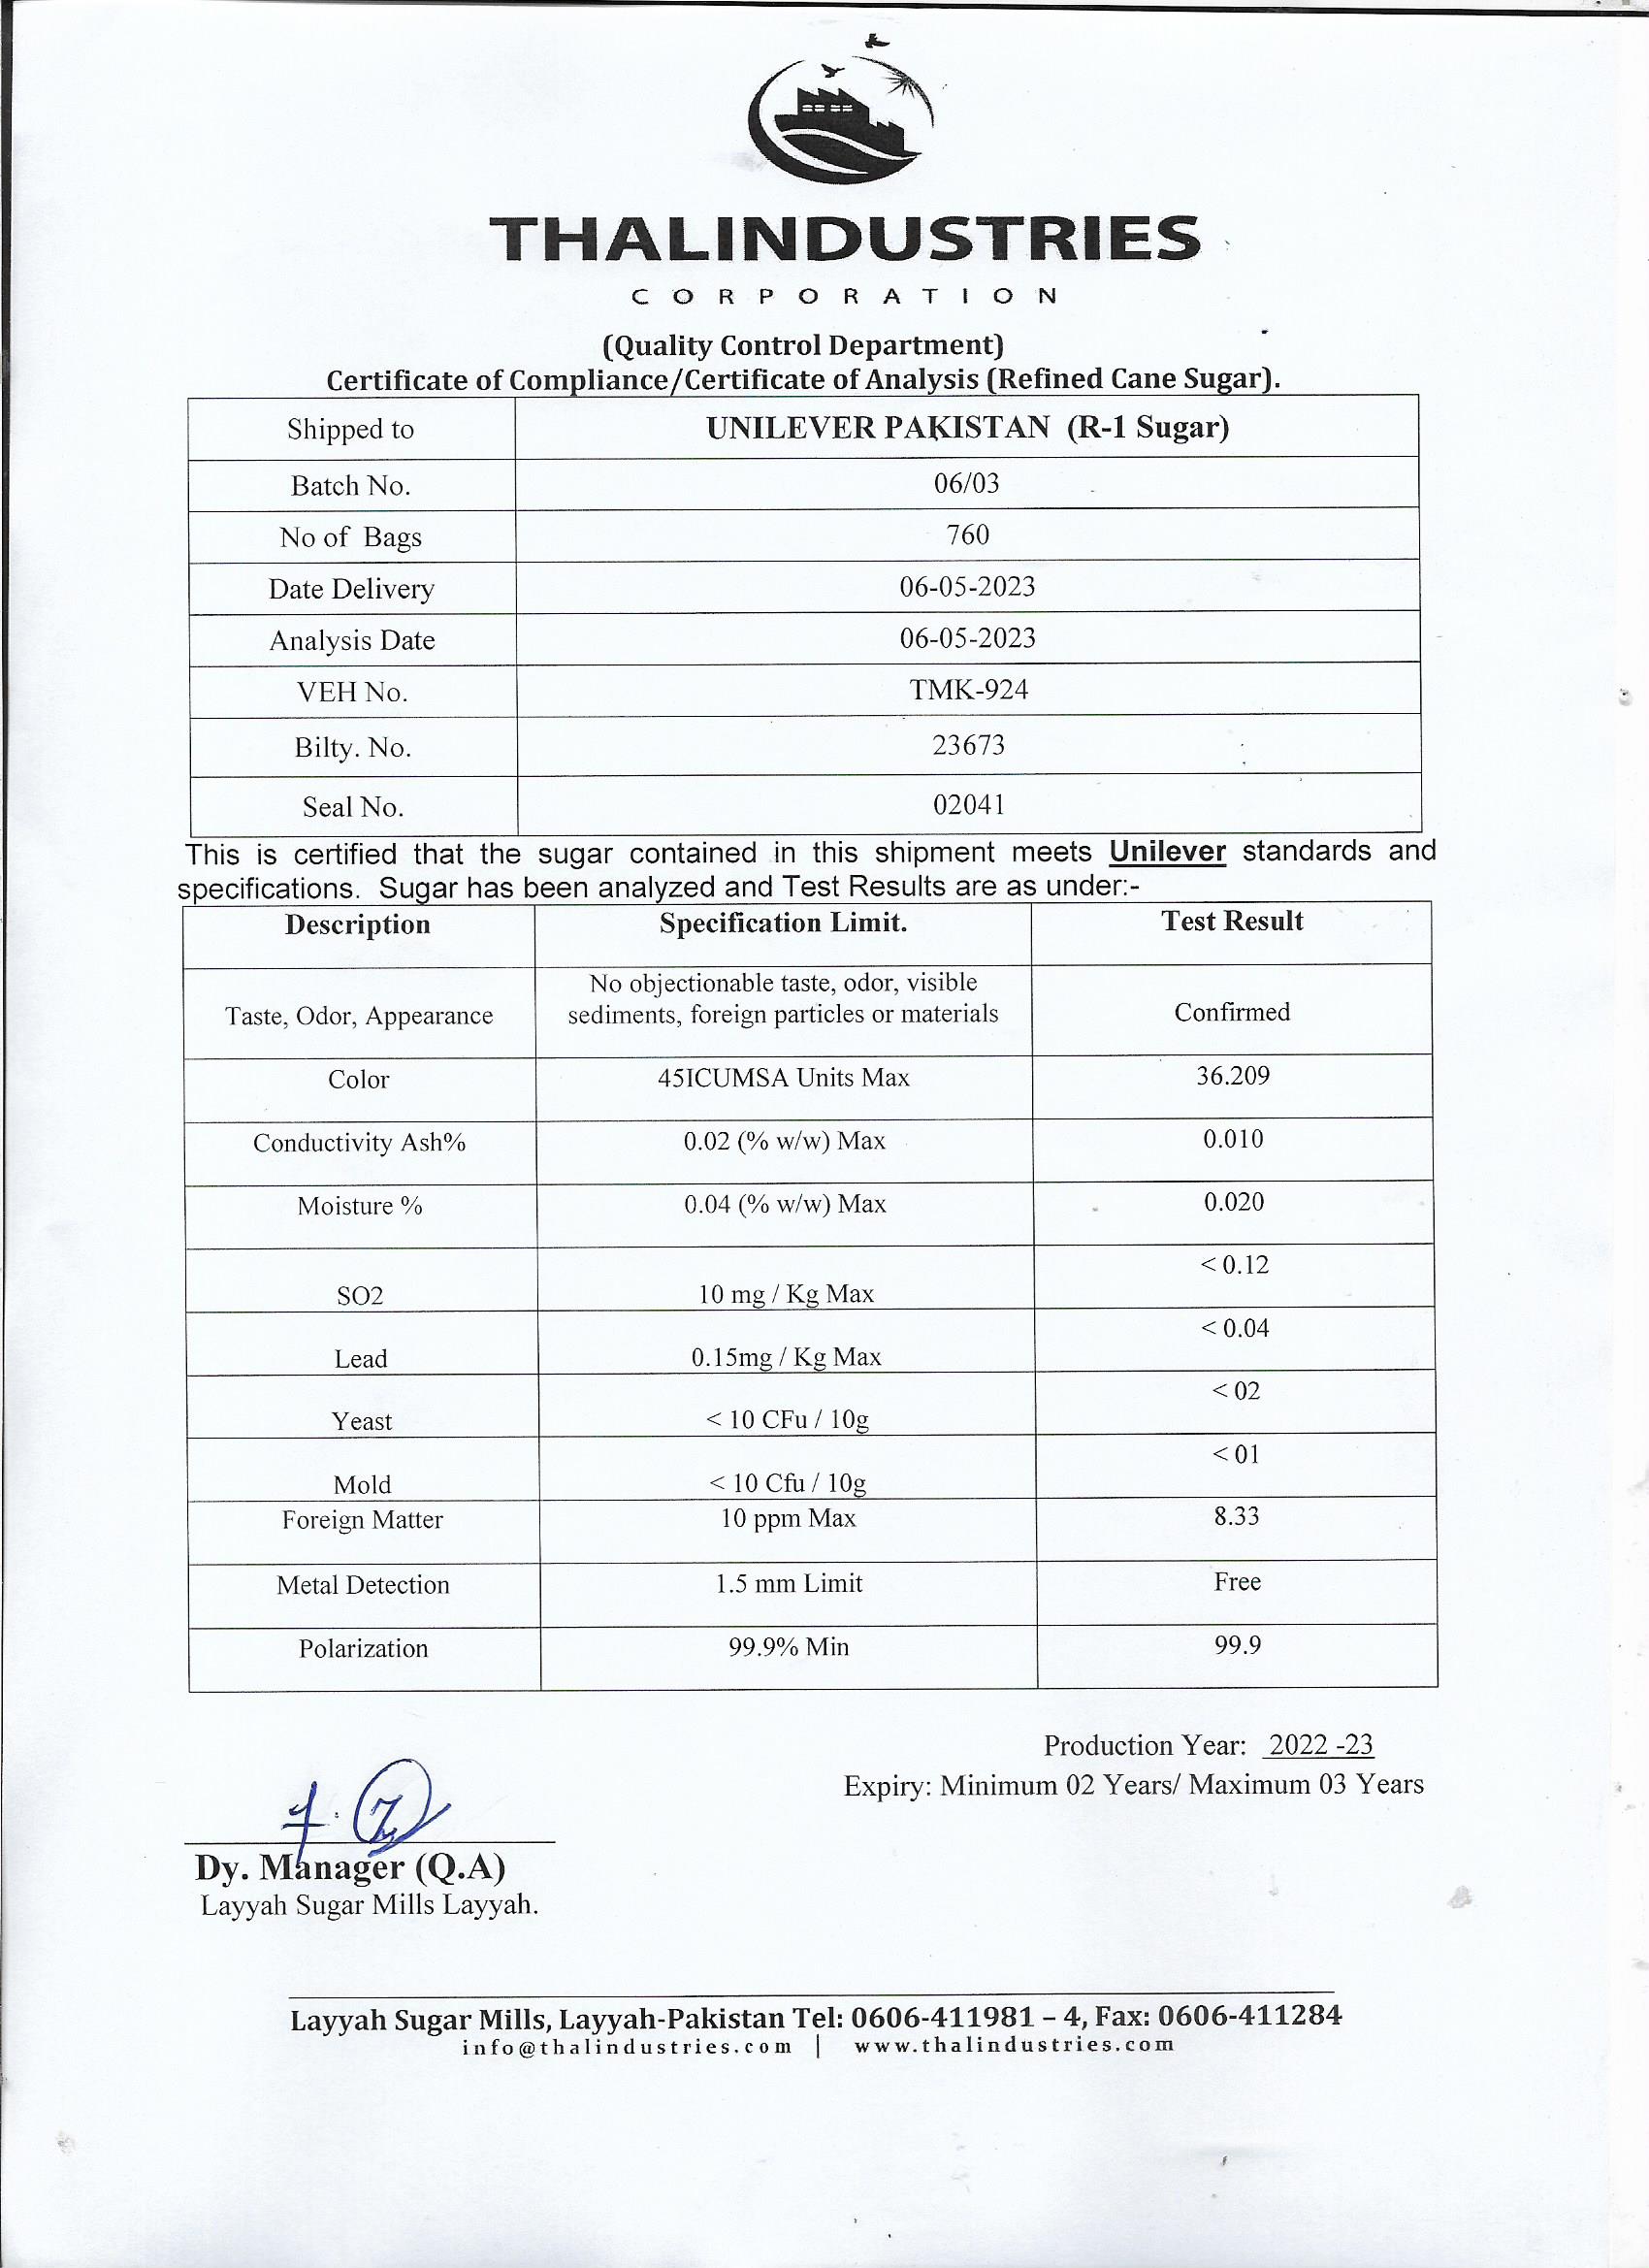 THALINDUSTRIES
CORPORATION
(Quality Control Department)
Certificate of Compliance/Certificate of Analysis (Refined Cane Sugar).
Shipped to UNILEVER PAKISTAN (R-1 Sugar)
Batch No. 06/03
No of Bags 760
Date Delivery 06-05-2023
Analysis Date 06-05-2023
VEH No. TMK-924
Bilty. No. 23673
Seal No. 02041
This is certified that the sugar contained in this shipment meets Unilever standards and
specifications. Sugar has been analyzed and Test Results are as under:-
Description Specification Limit. Test Result
No objectionable taste, odor, visible
Taste, Odor, Appearance sediments, foreign particles or materials Confirmed
Color 45ICUMSA Units Max 36.209
Conductivity Ash% 0.02 (% w/w) Max 0.010
Moisture % 0.04 (% w/w) Max 0.020
SO2 10 mg / Kg Max < 0.12
Lead 0.15mg / Kg Max < 0.04
Yeast < 10 CFu / 10g < 02
Mold < 10 Cfu / 10g < 01
Foreign Matter 10 ppm Max 8.33
Metal Detection 1.5 mm Limit Free
Polarization 99.9% Min 99.9
Production Year: 2022 -23
Expiry: Minimum 02 Years/ Maximum 03 Years
Dy. Manager (Q.A)
Layyah Sugar Mills Layyah.
Layyah Sugar Mills, Layyah-Pakistan Tel: 0606-411981 – 4, Fax: 0606-411284
info@thalindustries.com | www.thalindustries.com